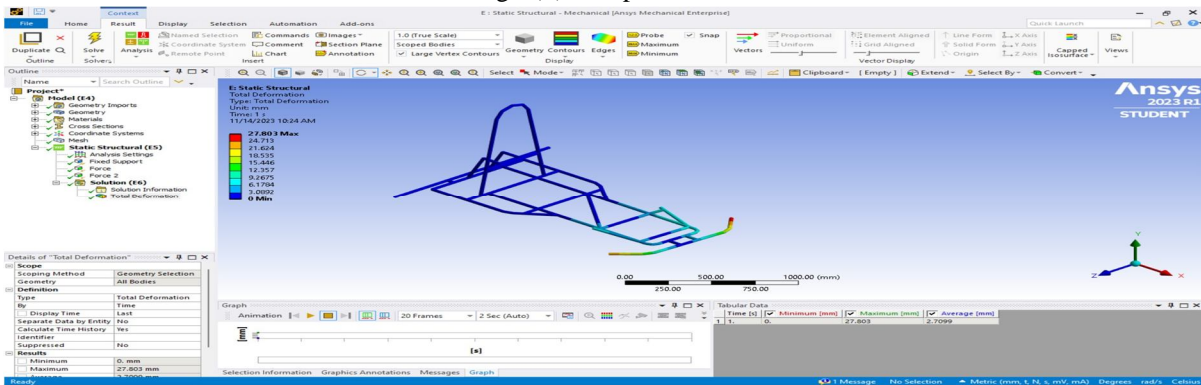 Context
E : Static Structural - Mechanical [Ansys Mechanical Enterprise]
File Home Result Display Selection Automation Add-ons
Quick Launch
Duplicate Q Solve Analysis
Named Selection Commands Images
Coordinate System Comment Section Plane
Remote Point Chart Annotation
1.0 (True Scale)
Scoped Bodies
Large Vertex Contours
Geometry Contours Edges
Probe Snap
Maximum
Minimum
Vectors
Proportional
Uniform
Element Aligned
Grid Aligned
Line Form X Axis
Solid Form Y Axis
Origin Z Axis
Capped Isosurface
Views
Outline Solver Insert Display Vector Display
Outline
Name Search Outline
Select Mode Clipboard [ Empty ] Extend Select By Convert
Project*
Model (E4)
Geometry Imports
Geometry
Materials
Cross Sections
Coordinate Systems
Mesh
Static Structural (E5)
Analysis Settings
Fixed Support
Force
Force 2
Solution (E6)
Solution Information
Total Deformation
E: Static Structural
Total Deformation
Type: Total Deformation
Unit: mm
Time: 1 s
11/14/2023 10:24 AM
27.803 Max
24.713
21.624
18.535
15.446
12.357
9.2675
6.1784
3.0892
0 Min
Ansys
2023 R1
STUDENT
0.00 500.00 1000.00 (mm)
250.00 750.00
Y
Z X
Details of "Total Deformation"
Scope
Scoping Method Geometry Selection
Geometry All Bodies
Definition
Type Total Deformation
By Time
Display Time Last
Separate Data by Entity No
Calculate Time History Yes
Identifier
Suppressed No
Results
Minimum 0. mm
Maximum 27.803 mm
Average 2.7099 mm
Graph
Animation 20 Frames 2 Sec (Auto)
[mm]
[s]
Selection Information Graphics Annotations Messages Graph
Tabular Data
Time [s] Minimum [mm] Maximum [mm] Average [mm]
1 1. 0. 27.803 2.7099
Ready
1 Message No Selection Metric (mm, t, N, s, mV, mA) Degrees rad/s Celsius